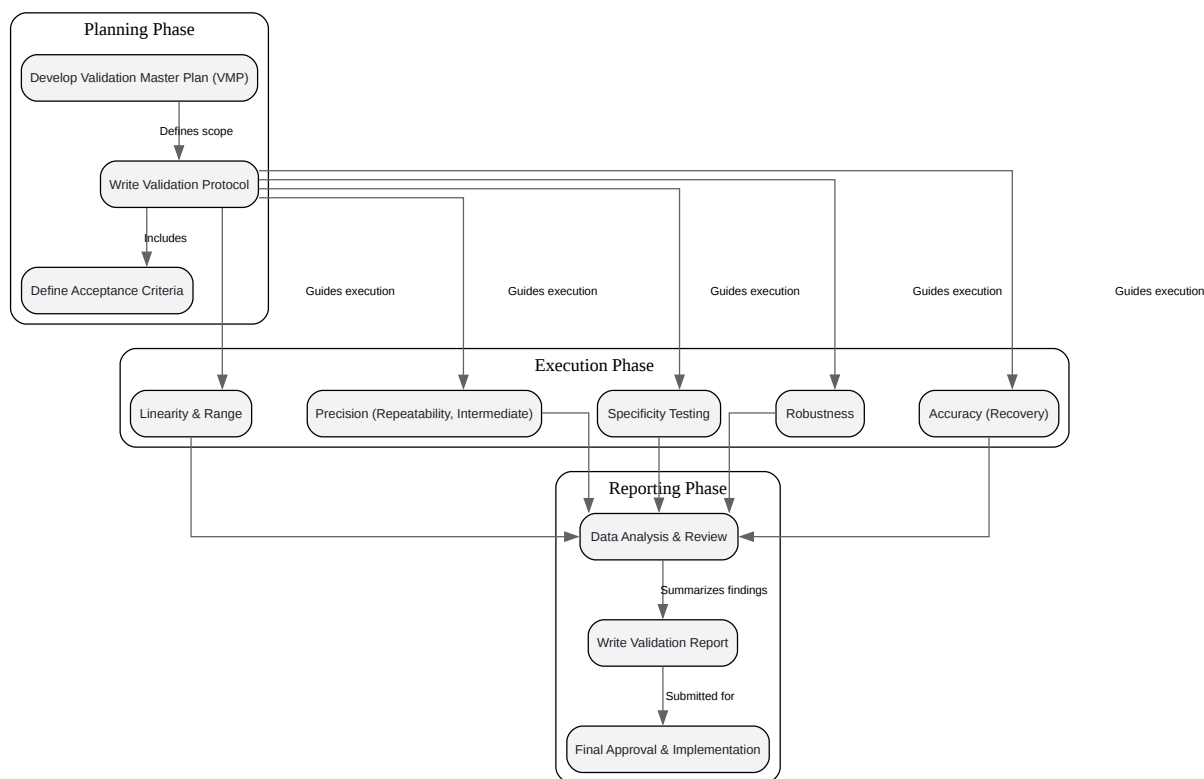 Planning Phase
Develop Validation Master Plan (VMP)
Defines scope
Write Validation Protocol
Includes
Define Acceptance Criteria
Guides execution
Guides execution
Guides execution
Guides execution
Guides execution
Execution Phase
Linearity & Range
Precision (Repeatability, Intermediate)
Specificity Testing
Robustness
Accuracy (Recovery)
Reporting Phase
Data Analysis & Review
Summarizes findings
Write Validation Report
Submitted for
Final Approval & Implementation